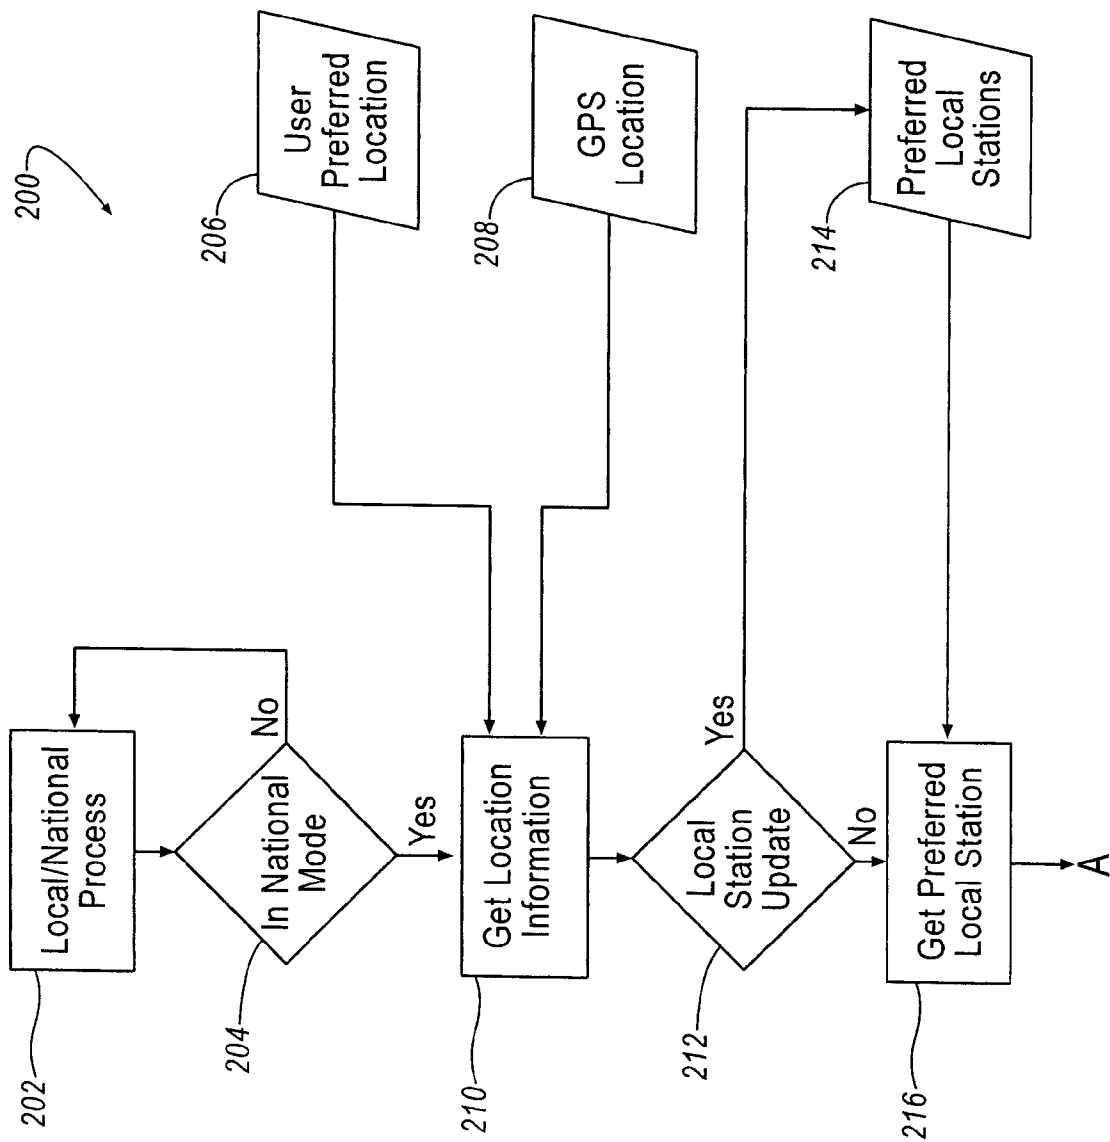 200
202
Local/National
Process
204
In National
Mode
No
Yes
206
User
Preferred
Location
208
GPS
Location
210
Get Location
Information
212
Local
Station
Update
Yes
No
214
Preferred
Local
Stations
216
Get Preferred
Local Station
A